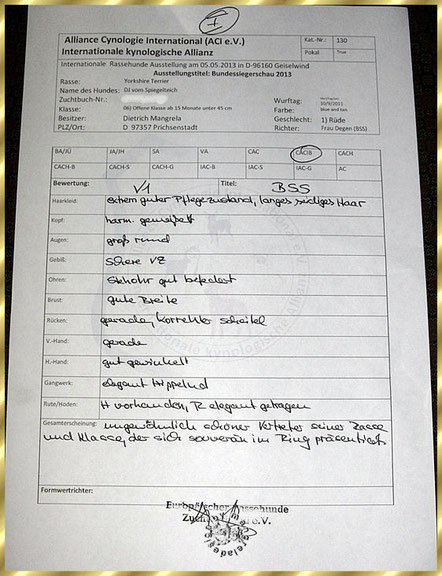 I
Alliance Cynologie International (ACI e.V.)
Internationale kynologische Allianz
Kat.-Nr.: 130
Pokal True
Internationale Rassehunde Ausstellung am 05.05.2013 in D-96160 Geiselwind
Ausstellungstitel: Bundessiegerschau 2013
Rasse: Yorkshire Terrier
Name des Hundes: DJ vom Spiegelbeich
Zuchtbuch-Nr.: Wurftag: 10/9/2011
Klasse: 06) Offene Klasse ab 15 Monate unter 45 cm Farbe: blue and tan
Besitzer: Dietrich Mangrela Geschlecht: 1) Rüde
PLZ/Ort: D 97357 Prichsenstadt Richter: Frau Degen (BSS)
BA/JÜ JA/JH SA VA CAC CACIB CACH
CACH-B CACH-S CACH-G IAC-B IAC-S IAC-G AC
Bewertung: V1 Titel: BSS
Haarkleid: extrem guter Pflegezustand, langes seidiges Haar
Kopf: harm. gemeißelt
Augen: groß rund
Gebiß: Schere VZ
Ohren: Stehohr gut befedert
Brust: gute Breite
Rücken: gerade, korrekter Scheitel
V.-Hand: gerade
H.-Hand: gut gewinkelt
Gangwerk: elegant trippelnd
Rute/Hoden: H vorhanden, R elegant getragen
Gesamterscheinung: ungewöhnlich schöner Vertreter seiner Rasse
und Klasse, der sich souverän im Ring präsentiert.
Formwertrichter:
Europäischer Rassehunde
e.V.